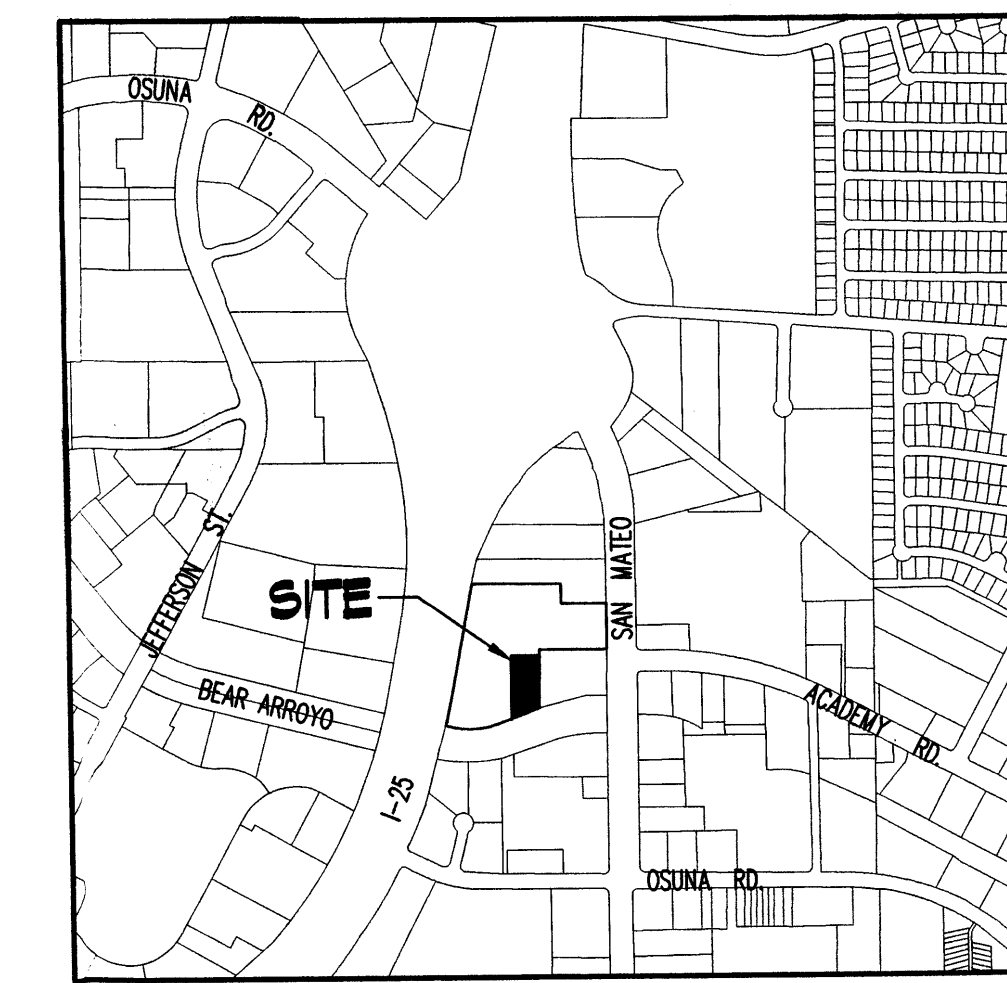 OSUNA RD.
JEFFERSON ST.
SITE
SAN MATEO
BEAR ARROYO
ACADEMY RD.
I-25
OSUNA RD.